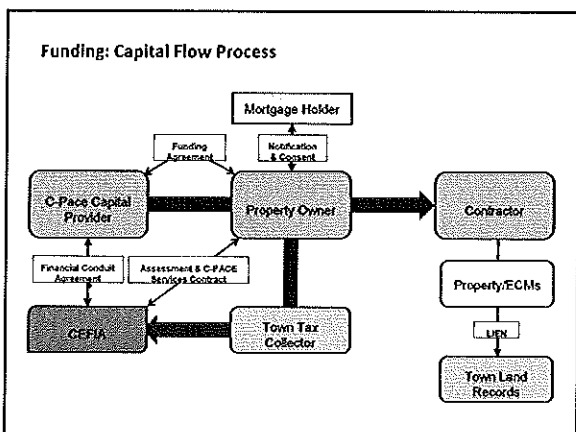 Funding: Capital Flow Process
Mortgage Holder
Funding
Agreement
Notification
& Consent
C-Pace Capital
Provider
Property Owner
Contractor
Financial Conduit
Agreement
Assessment & C-PACE
Services Contract
Property/ECMs
CEFIA
Town Tax
Collector
LIEN
Town Land
Records